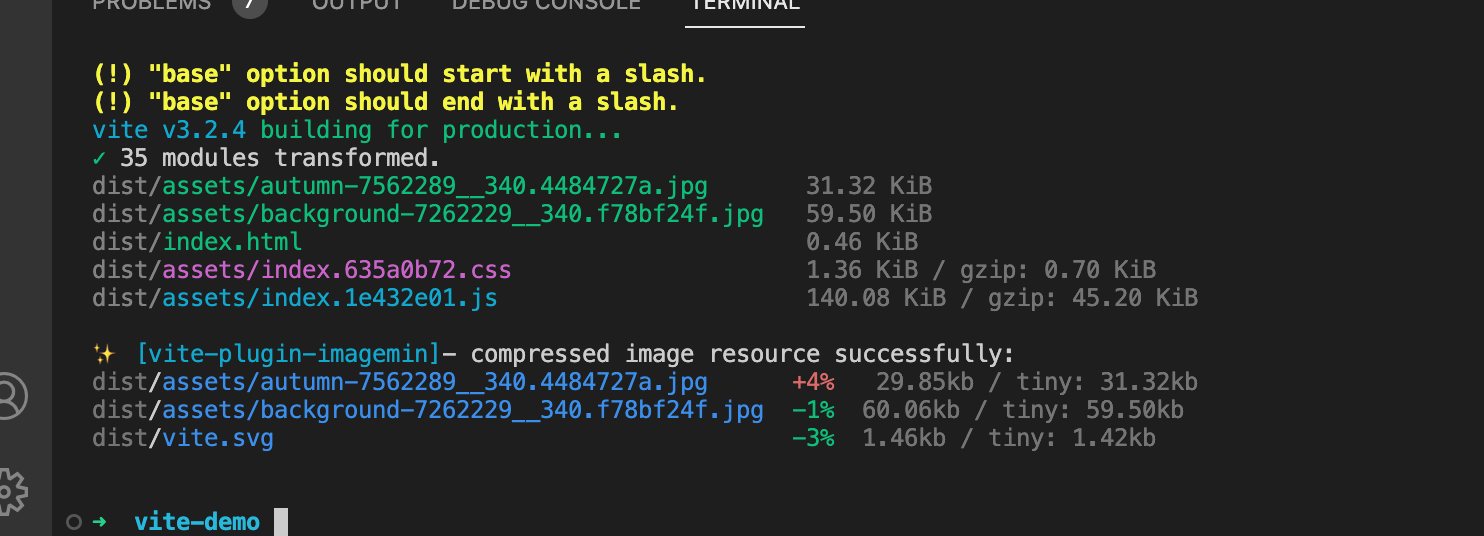 PROBLEMS 7 OUTPUT DEBUG CONSOLE TERMINAL
(!) "base" option should start with a slash.
(!) "base" option should end with a slash.
vite v3.2.4 building for production...
✓ 35 modules transformed.
dist/assets/autumn-7562289__340.4484727a.jpg 31.32 KiB
dist/assets/background-7262229__340.f78bf24f.jpg 59.50 KiB
dist/index.html 0.46 KiB
dist/assets/index.635a0b72.css 1.36 KiB / gzip: 0.70 KiB
dist/assets/index.1e432e01.js 140.08 KiB / gzip: 45.20 KiB
✨ [vite-plugin-imagemin]- compressed image resource successfully:
dist/assets/autumn-7562289__340.4484727a.jpg +4% 29.85kb / tiny: 31.32kb
dist/assets/background-7262229__340.f78bf24f.jpg -1% 60.06kb / tiny: 59.50kb
dist/vite.svg -3% 1.46kb / tiny: 1.42kb
➜ vite-demo